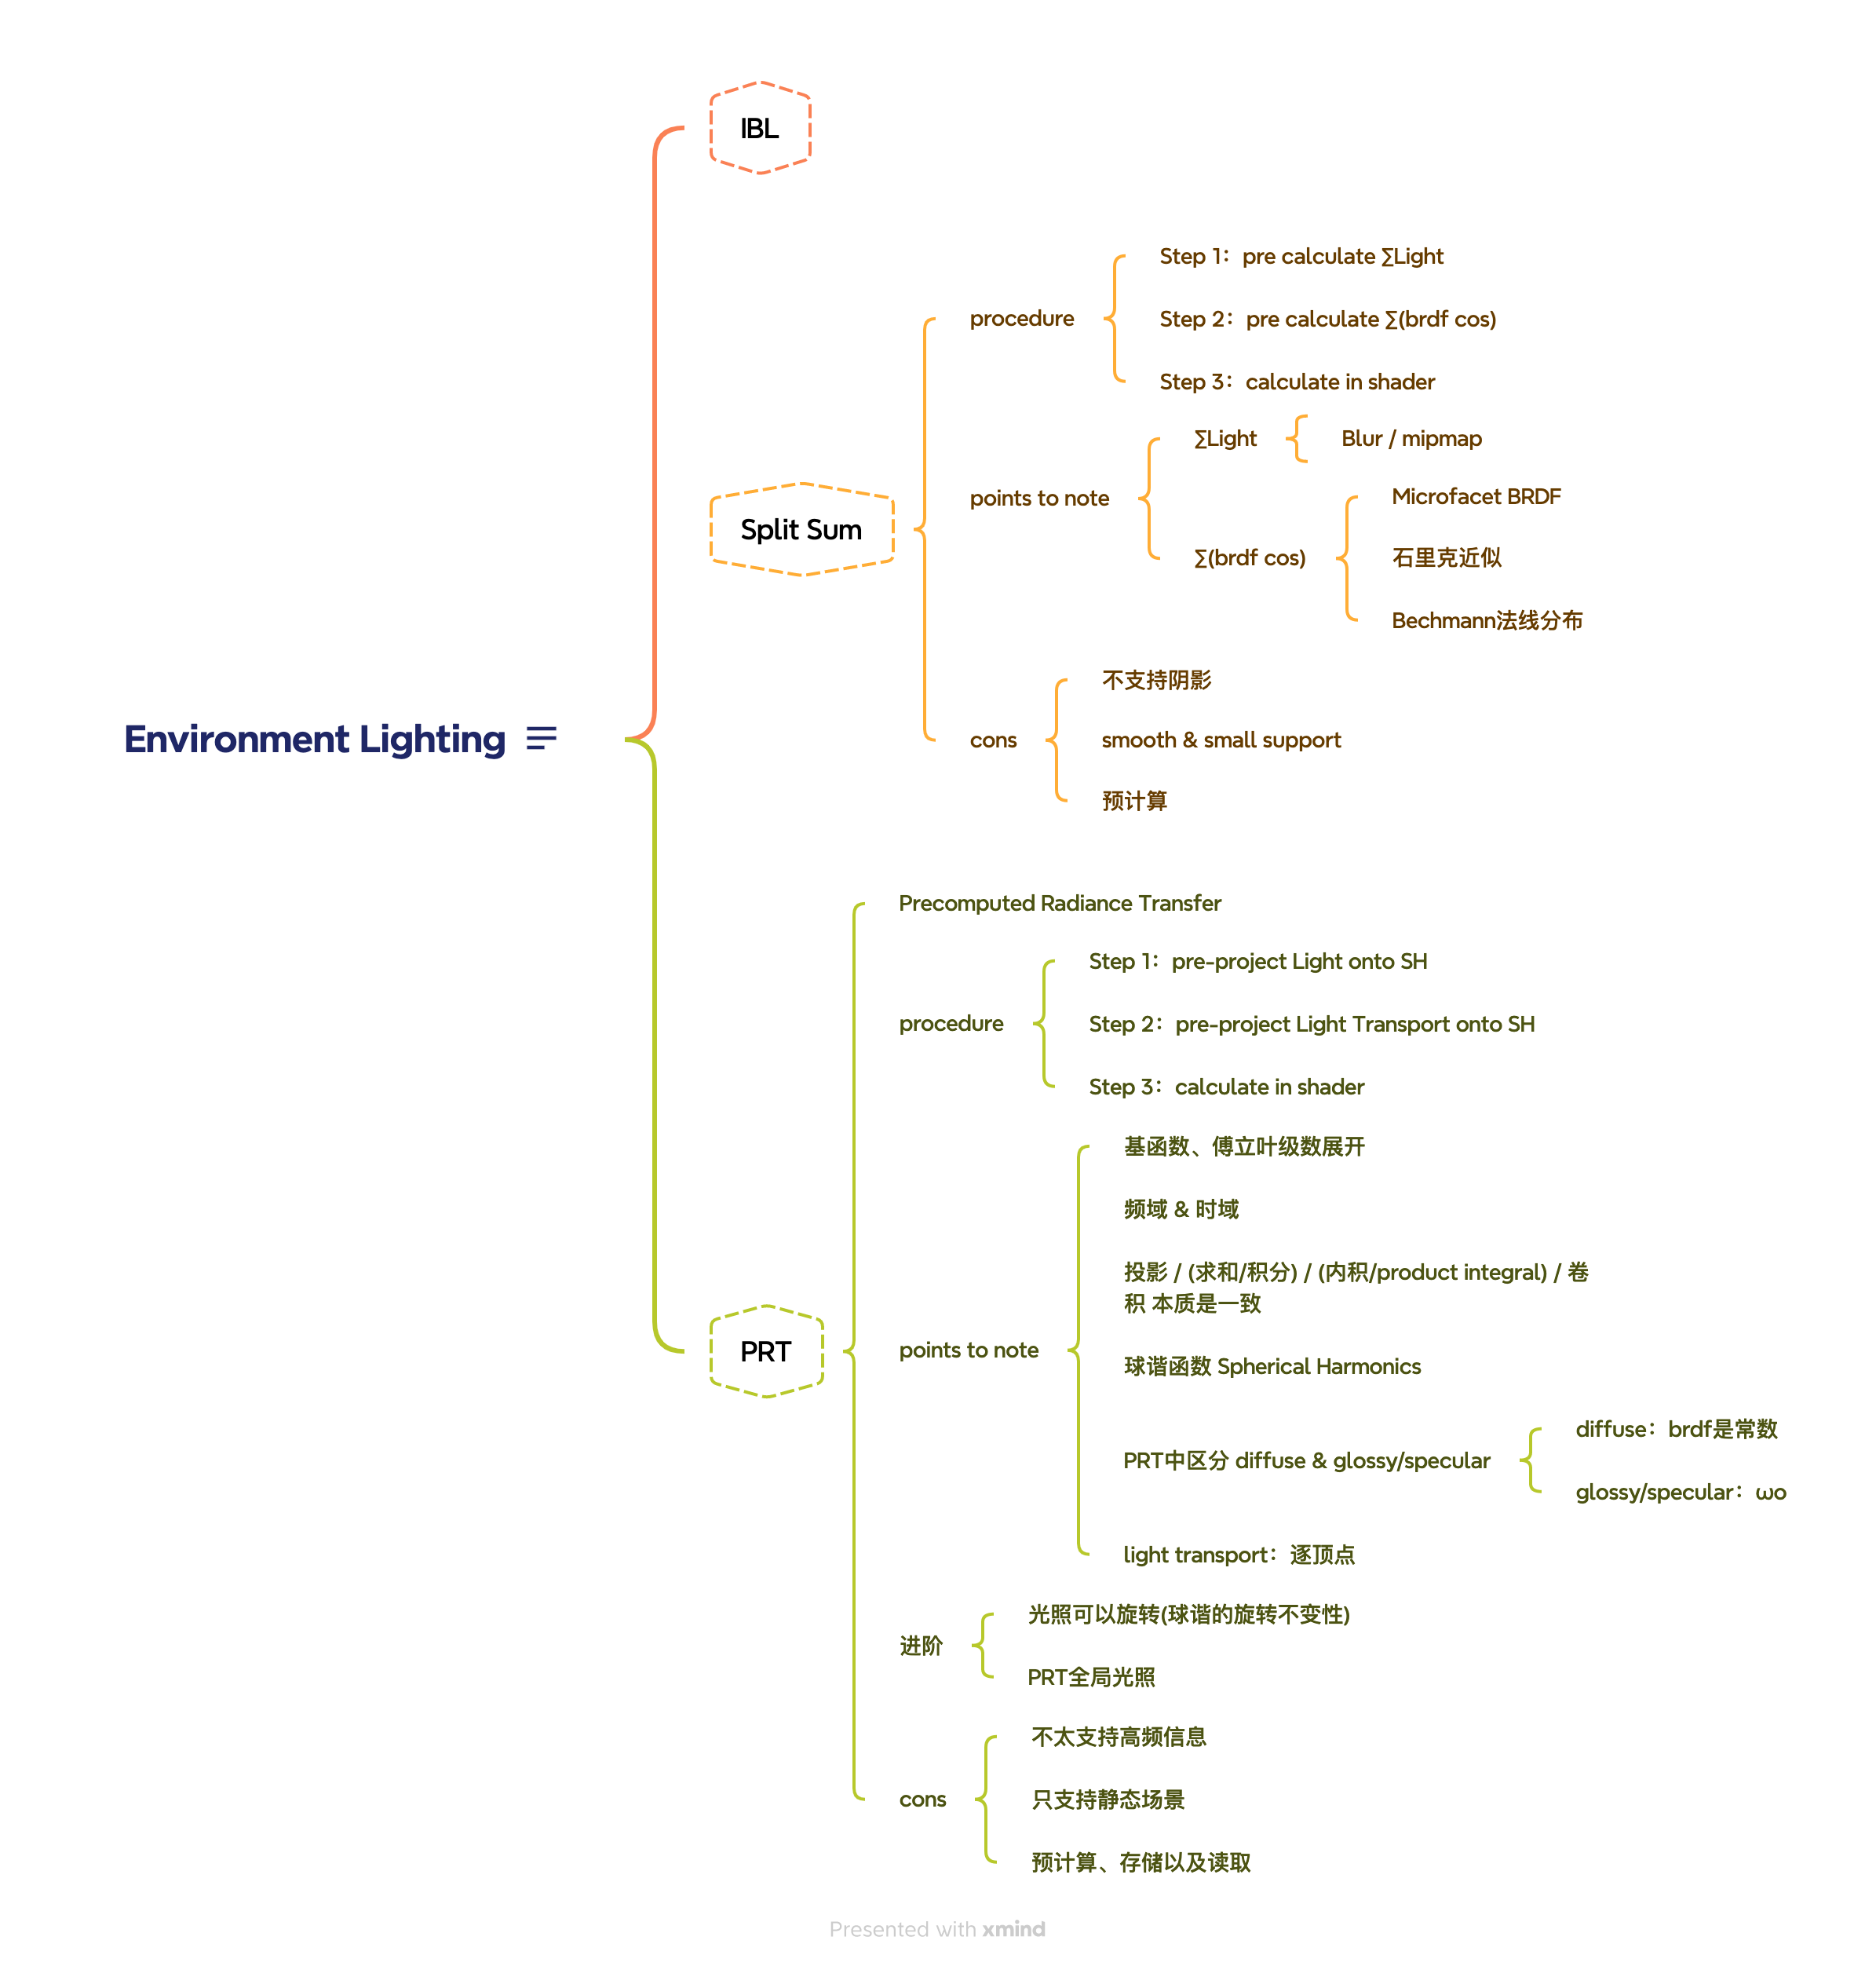 IBL
Step 1：pre calculate ∑Light
procedure
Step 2：pre calculate ∑(brdf cos)
Step 3：calculate in shader
∑Light
Blur / mipmap
points to note
Microfacet BRDF
Split Sum
∑(brdf cos)
石里克近似
Bechmann法线分布
不支持阴影
Environment Lighting
cons
smooth & small support
预计算
Precomputed Radiance Transfer
Step 1：pre-project Light onto SH
procedure
Step 2：pre-project Light Transport onto SH
Step 3：calculate in shader
基函数、傅立叶级数展开
频域 & 时域
投影 / (求和/积分) / (内积/product integral) / 卷
积 本质是一致
PRT
points to note
球谐函数 Spherical Harmonics
diffuse：brdf是常数
PRT中区分 diffuse & glossy/specular
glossy/specular：ωo
light transport：逐顶点
光照可以旋转(球谐的旋转不变性)
进阶
PRT全局光照
不太支持高频信息
cons
只支持静态场景
预计算、存储以及读取
Presented with xmind